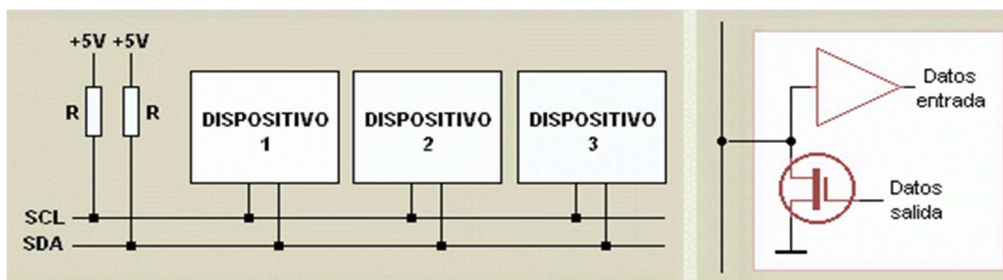 +5V +5V
R
R
DISPOSITIVO
1
DISPOSITIVO
2
DISPOSITIVO
3
SCL
SDA
Datos
entrada
Datos
salida